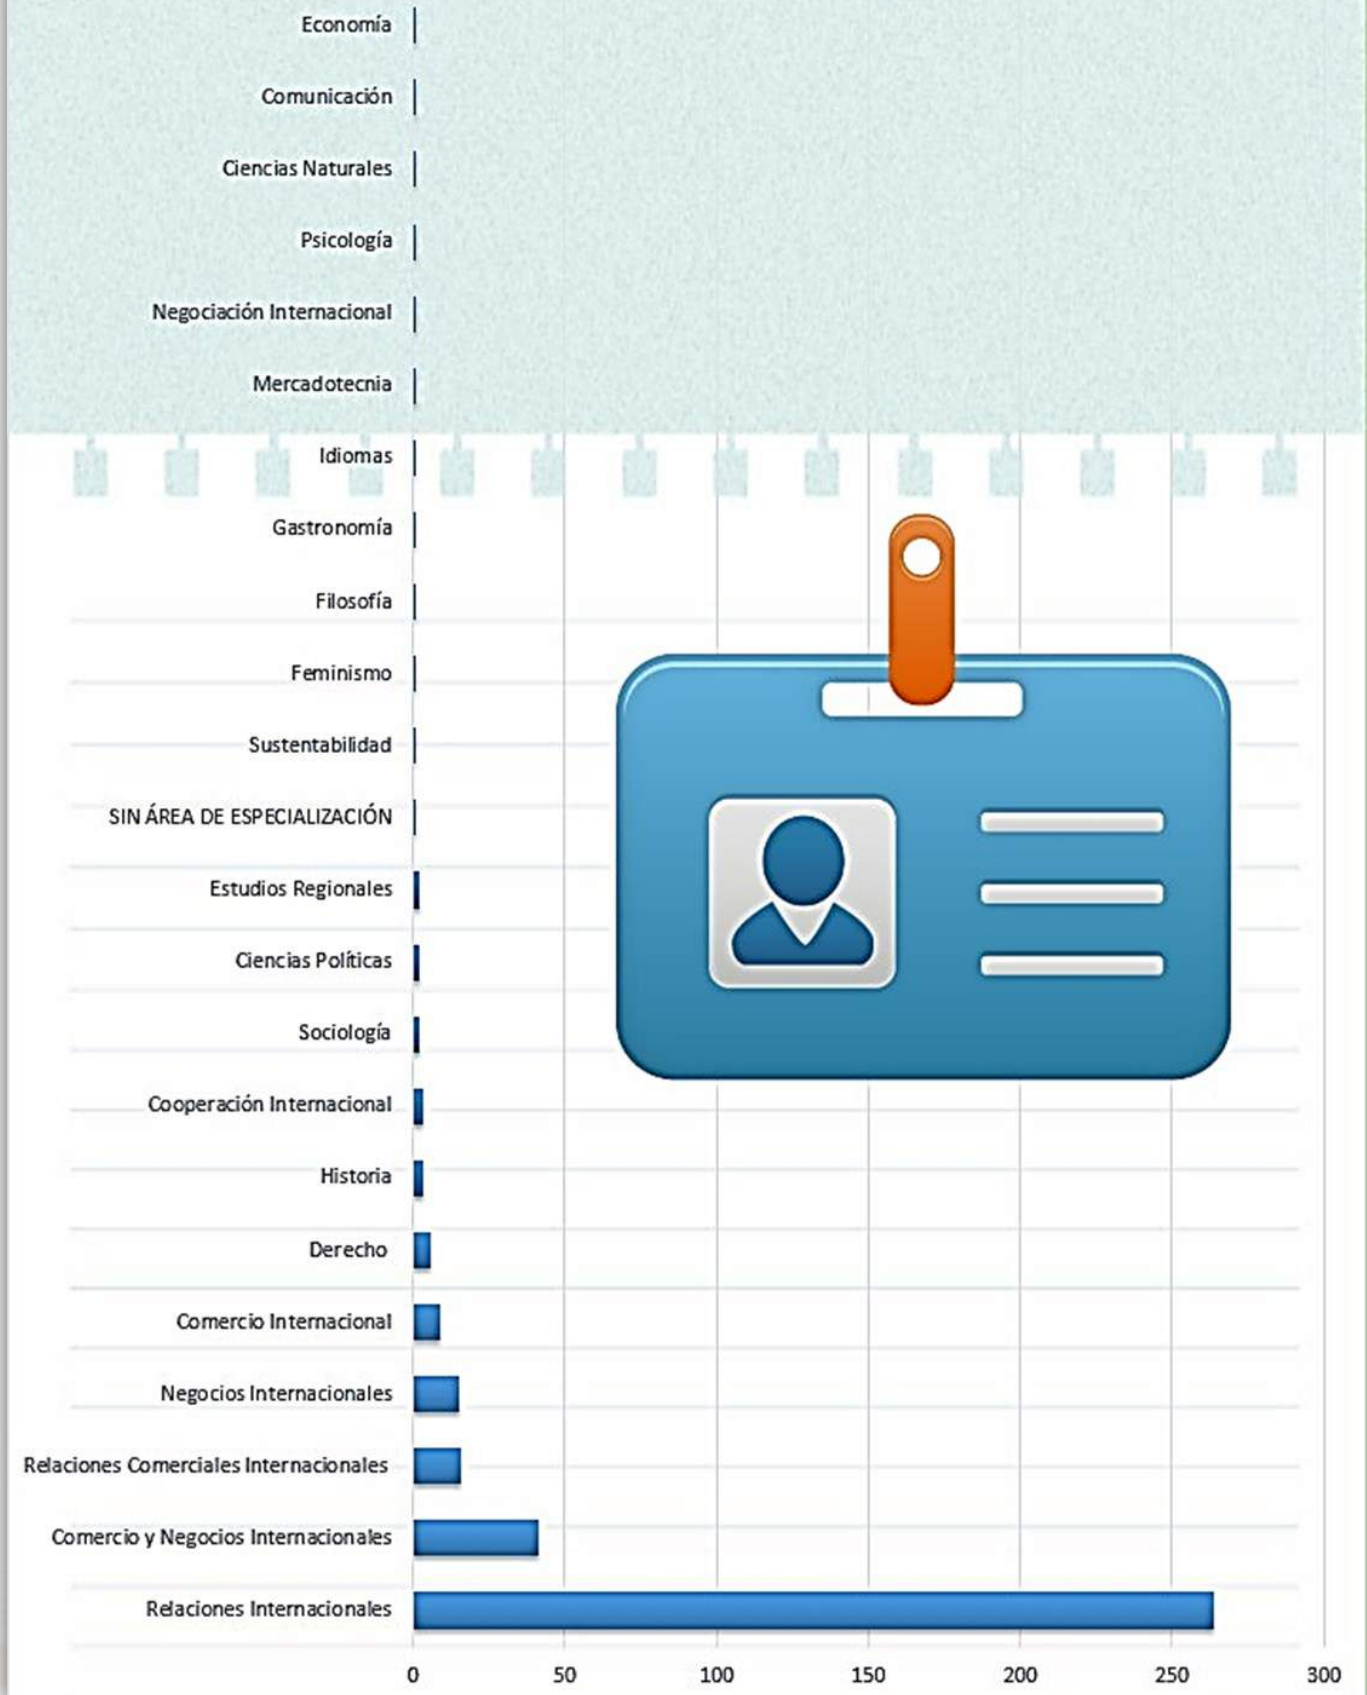 Economía
Comunicación
Ciencias Naturales
Psicología
Negociación Internacional
Mercadotecnia
Idiomas
Gastronomía
Filosofía
Feminismo
Sustentabilidad
SIN ÁREA DE ESPECIALIZACIÓN
Estudios Regionales
Ciencias Políticas
Sociología
Cooperación Internacional
Historia
Derecho
Comercio Internacional
Negocios Internacionales
Relaciones Comerciales Internacionales
Comercio y Negocios Internacionales
Relaciones Internacionales
0 50 100 150 200 250 300